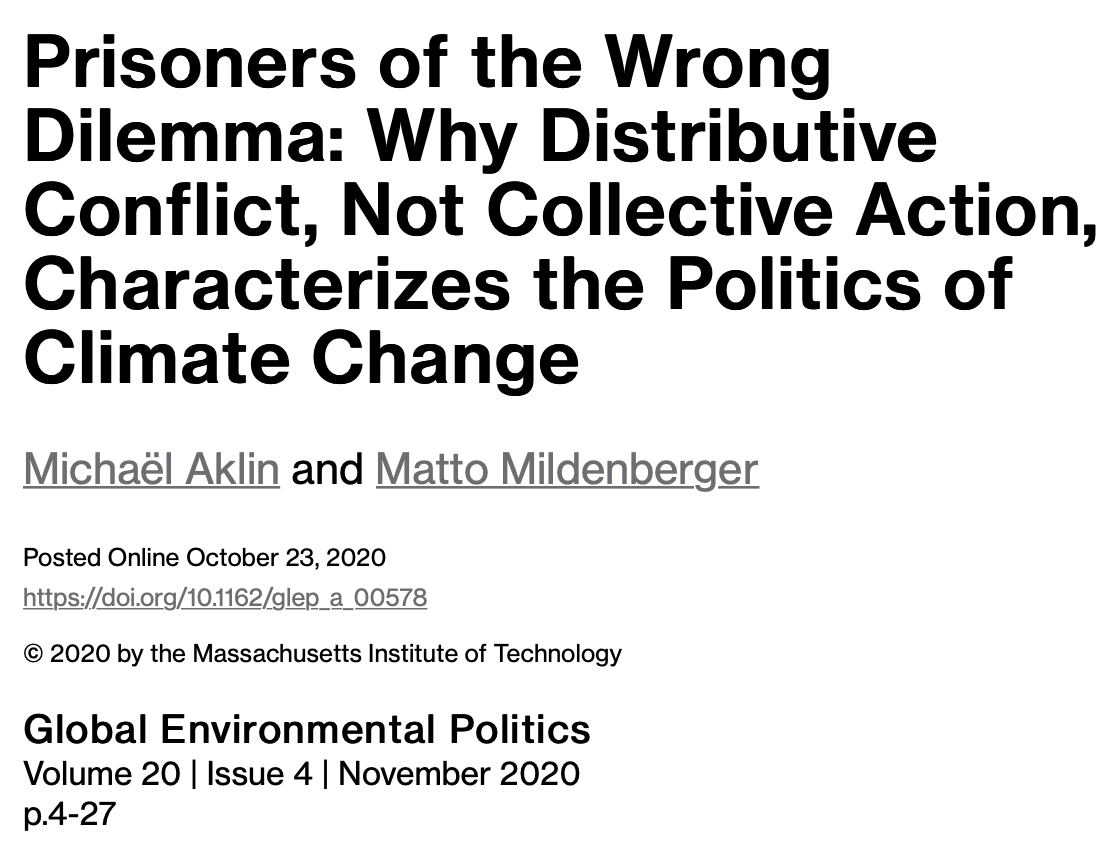 Prisoners of the Wrong
Dilemma: Why Distributive
Conflict, Not Collective Action,
Characterizes the Politics of
Climate Change
Michaël Aklin and Matto Mildenberger
Posted Online October 23, 2020
https://doi.org/10.1162/glep_a_00578
© 2020 by the Massachusetts Institute of Technology
Global Environmental Politics
Volume 20 | Issue 4 | November 2020
p.4-27